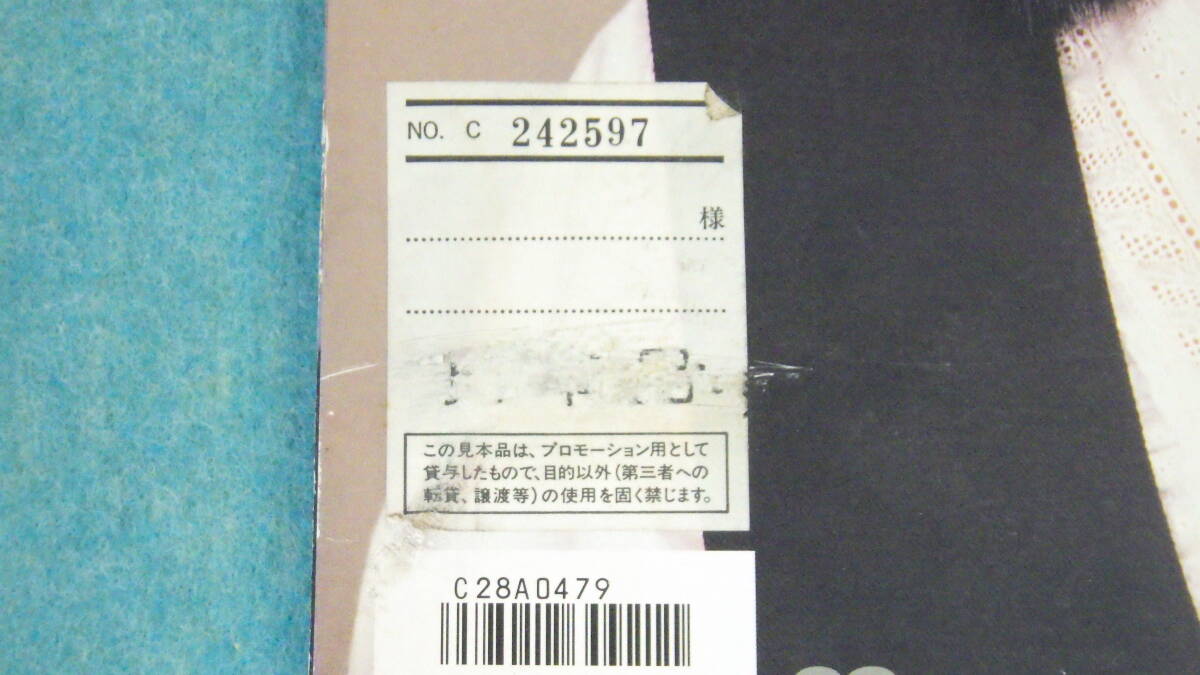 NO. C 242597
様
この見本品は、プロモーション用として
貸与したもので、目的以外（第三者への
転貸、譲渡等）の使用を固く禁じます。
C28A0479